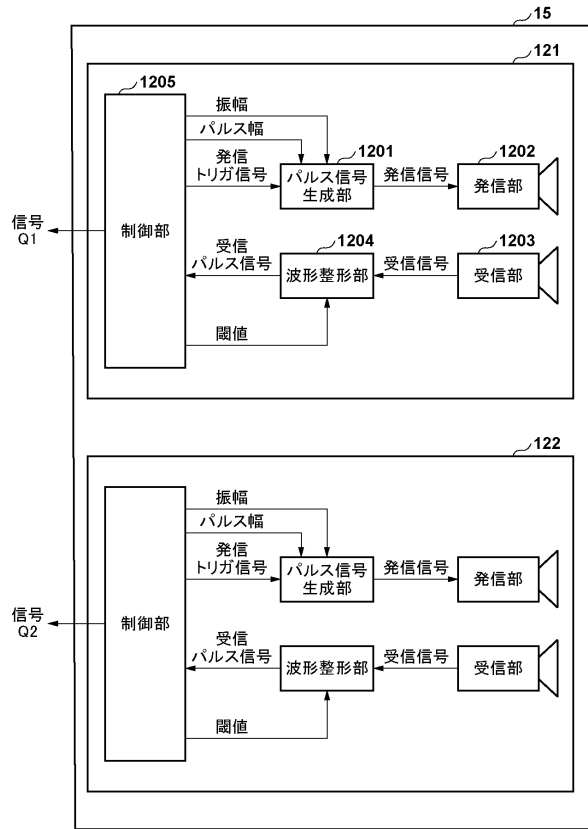 15
121
1205
振幅
パルス幅
発信
トリガ信号
1201
パルス信号
生成部
発信信号
1202
発信部
信号
Q1
制御部
受信
パルス信号
1204
波形整形部
受信信号
1203
受信部
閾値
122
振幅
パルス幅
発信
トリガ信号
パルス信号
生成部
発信信号
発信部
信号
Q2
制御部
受信
パルス信号
波形整形部
受信信号
受信部
閾値